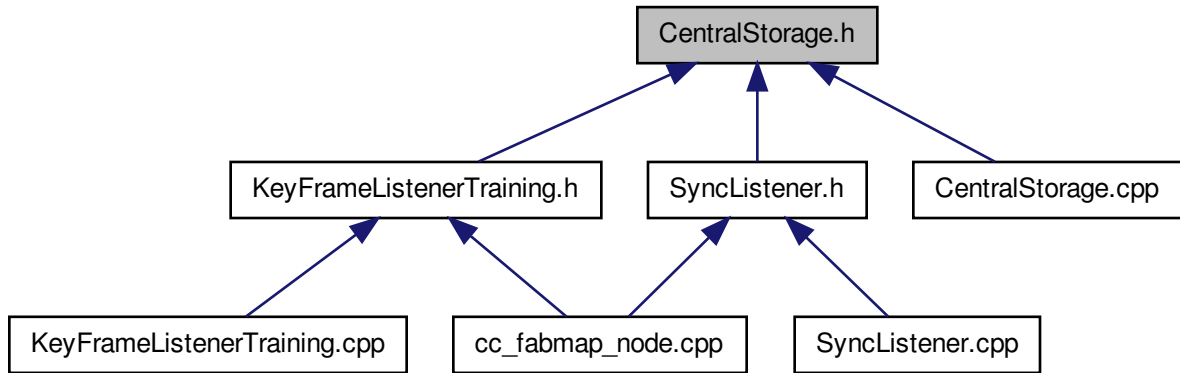 CentralStorage.h
KeyFrameListenerTraining.h
SyncListener.h
CentralStorage.cpp
KeyFrameListenerTraining.cpp
cc_fabmap_node.cpp
SyncListener.cpp